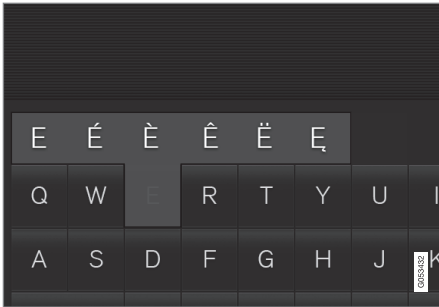 E É È Ê Ë Ę
Q W E R T Y U I
A S D F G H J K
G053432